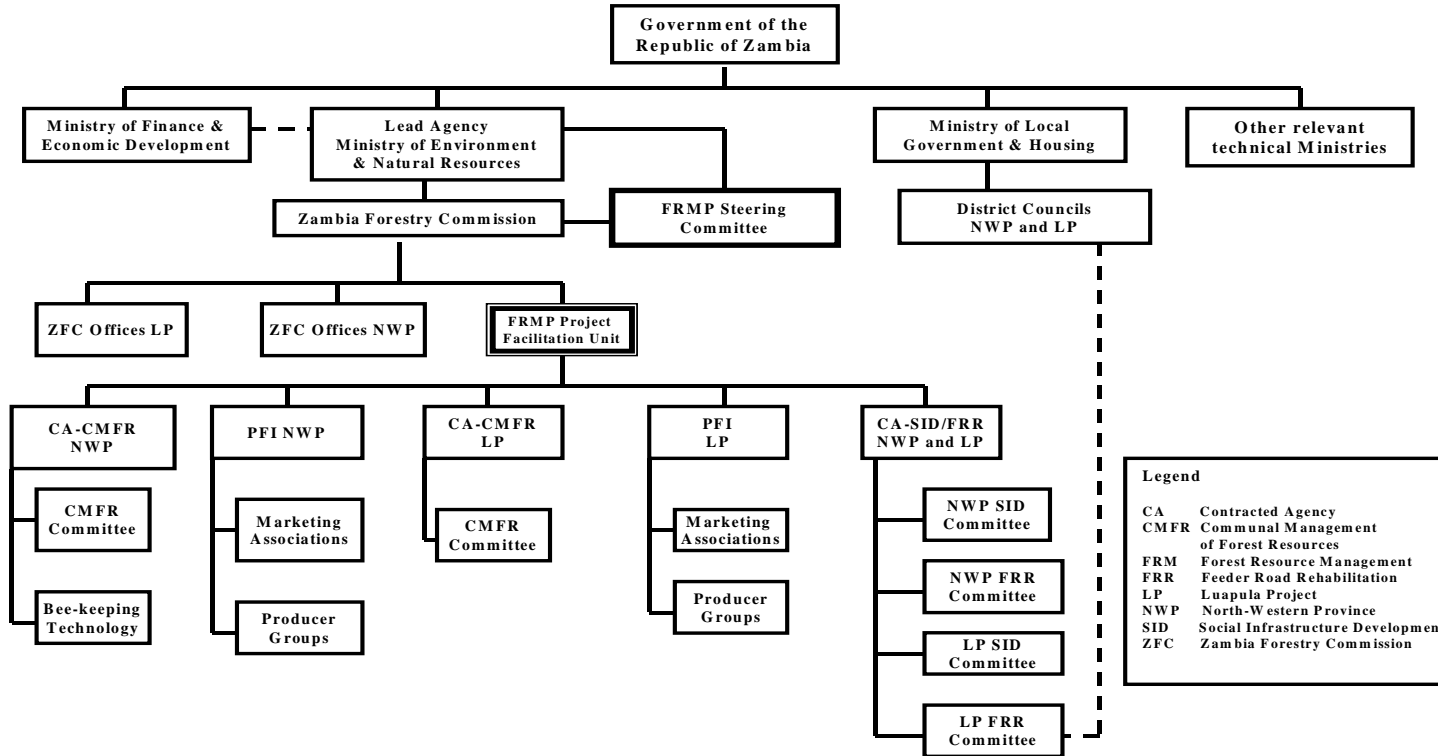 Government of the
Republic of Zambia
Ministry of Finance &
Economic Development
Lead Agency
Ministry of Environment
& Natural Resources
Ministry of Local
Government & Housing
Other relevant
technical Ministries
Zambia Forestry Commission
FRMP Steering
Committee
District Councils
NWP and LP
ZFC Offices LP
ZFC Offices NWP
FRMP Project
Facilitation Unit
CA-CMFR
NWP
PFI NWP
CA-CMFR
LP
PFI
LP
CA-SID/FRR
NWP and LP
CMFR
Committee
Bee-keeping
Technology
Marketing
Associations
Producer
Groups
CMFR
Committee
Marketing
Associations
Producer
Groups
NWP SID
Committee
NWP FRR
Committee
LP SID
Committee
LP FRR
Committee
Legend
CA Contracted Agency
CMFR Communal Management
of Forest Resources
FRM Forest Resource Management
FRR Feeder Road Rehabilitation
LP Luapula Project
NWP North-Western Province
SID Social Infrastructure Development
ZFC Zambia Forestry Commission